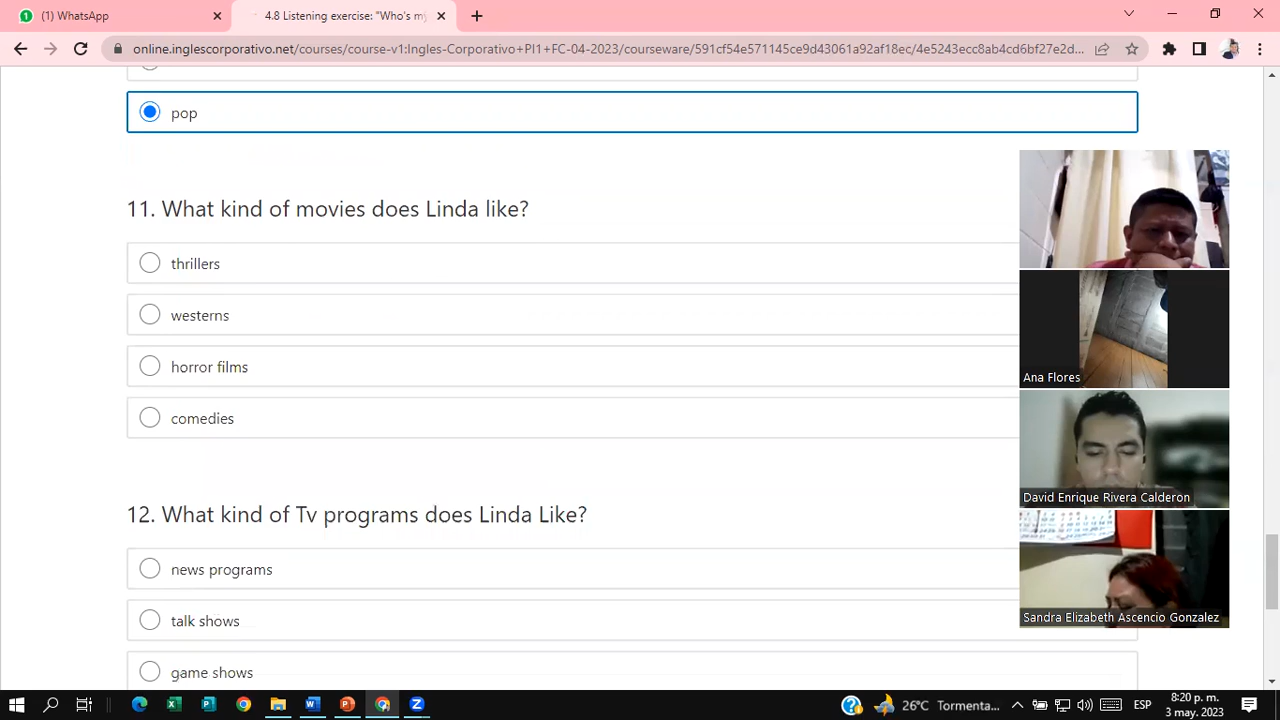 (1) WhatsApp
4.8 Listening exercise: "Who's my
online.inglescorporativo.net/courses/course-v1:Ingles-Corporativo+PI1+FC-04-2023/courseware/591cf54e571145ce9d63061a92af18ec/4e5243ecc8ab4cd6bf27e2d...
pop
11. What kind of movies does Linda like?
thrillers
westerns
horror films
comedies
12. What kind of Tv programs does Linda Like?
news programs
talk shows
game shows
Ana Flores
David Enrique Rivera Calderon
Sandra Elizabeth Ascencio Gonzalez
26°C Tormenta...
ESP
8:20 p. m.
3 may. 2023